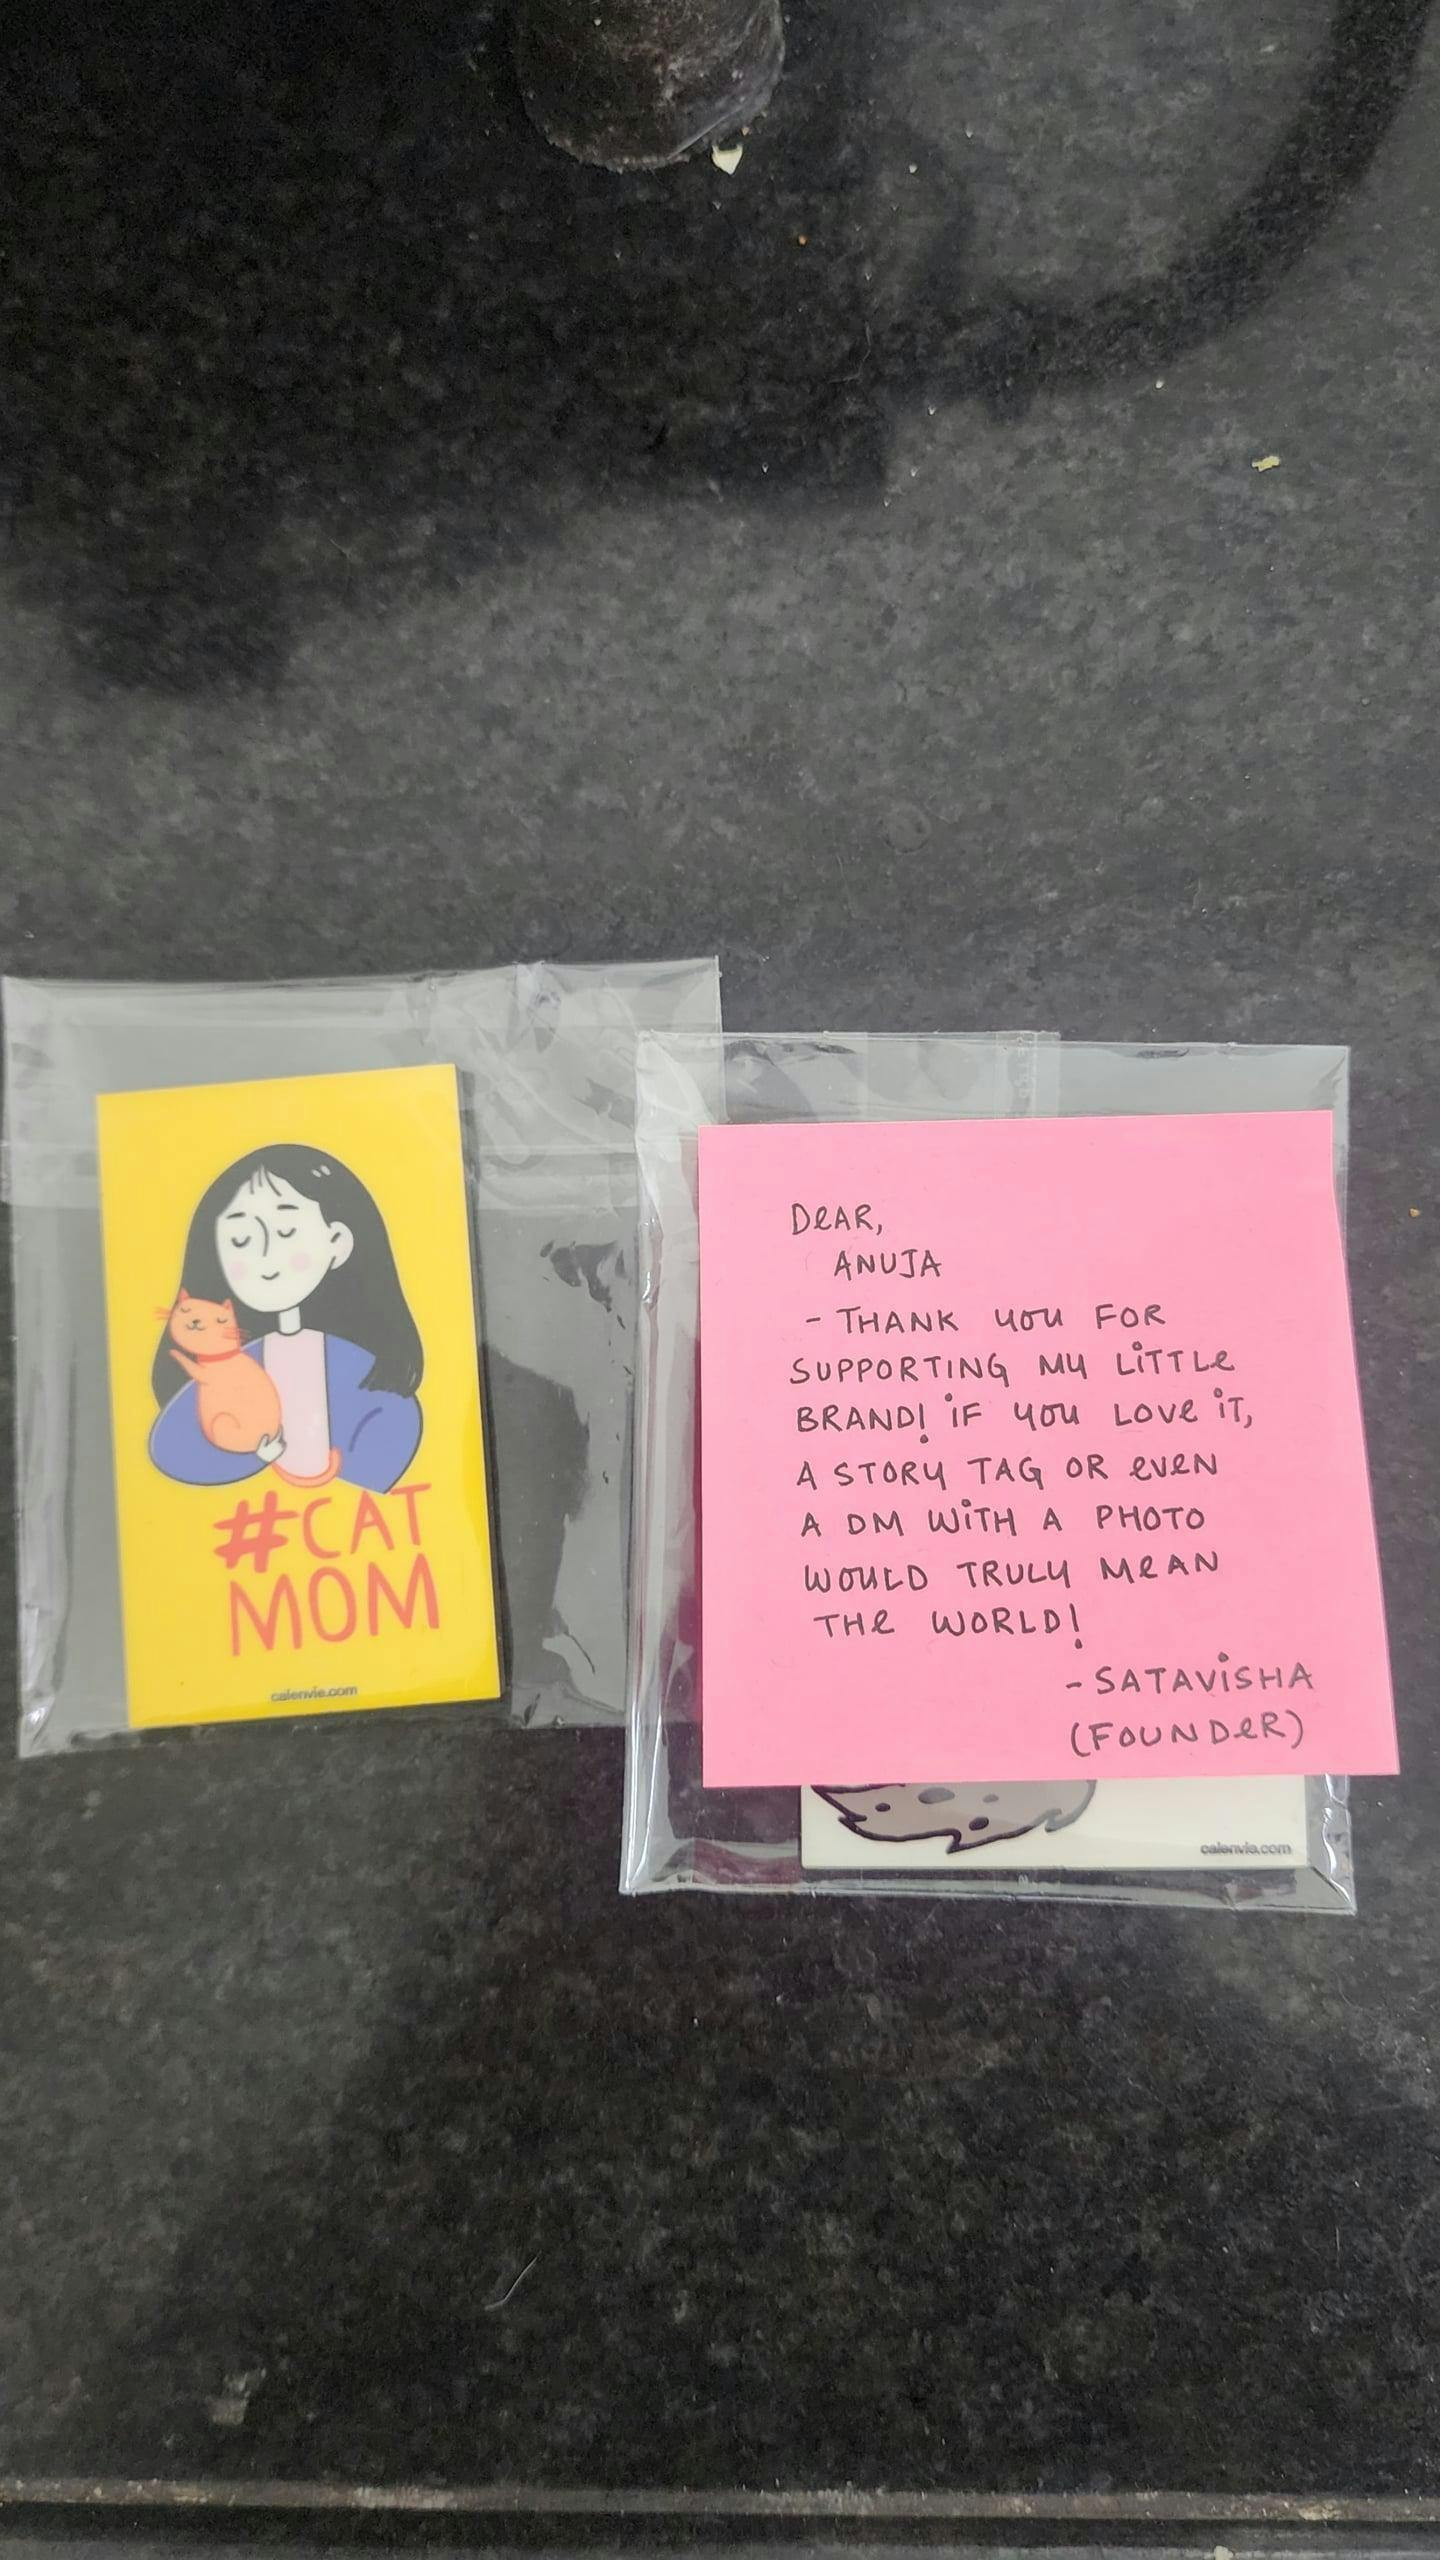 #CAT
MOM
calenvie.com
DEAR,
ANUJA
- THANK YOU FOR
SUPPORTING MY LITTLE
BRAND! IF YOU LOVE IT,
A STORY TAG OR EVEN
A DM WITH A PHOTO
WOULD TRULY MEAN
THE WORLD!
- SATAVISHA
(FOUNDER)
calenvie.com